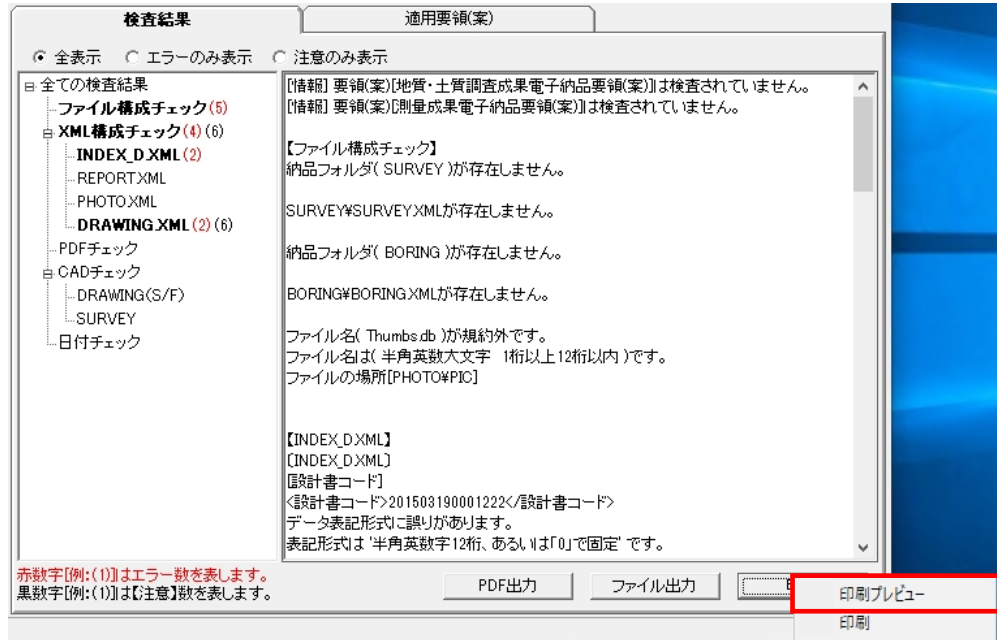 検査結果
適用要領(案)
全表示 エラーのみ表示 注意のみ表示
全ての検査結果
ファイル構成チェック(5)
XML構成チェック(4)(6)
INDEX_D.XML(2)
REPORT.XML
PHOTO.XML
DRAWING.XML(2)(6)
PDFチェック
CADチェック
DRAWING(S/F)
SURVEY
日付チェック
[情報] 要領(案)[地質・土質調査成果電子納品要領(案)]は検査されていません。
[情報] 要領(案)[測量成果電子納品要領(案)]は検査されていません。
【ファイル構成チェック】
納品フォルダ( SURVEY )が存在しません。
SURVEY¥SURVEY.XMLが存在しません。
納品フォルダ( BORING )が存在しません。
BORING¥BORING.XMLが存在しません。
ファイル名( Thumbs.db )が規約外です。
ファイル名は( 半角英数大文字 1桁以上12桁以内 )です。
ファイルの場所[PHOTO¥PIC]
【INDEX_D.XML】
[INDEX_D.XML]
[設計書コード]
<設計書コード>201503190001222</設計書コード>
データ表記形式に誤りがあります。
表記形式は '半角英数字12桁、あるいは「0」で固定' です。
赤数字[例:(1)]はエラー数を表します。
黒数字[例:(1)]は【注意】数を表します。
PDF出力
ファイル出力
印刷プレビュー
印刷